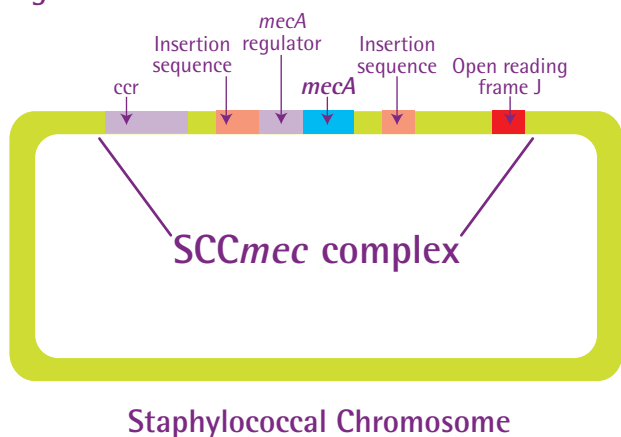 mecA
regulator
Insertion
sequence
Insertion
sequence
Open reading
frame J
ccr
mecA
SCCmec complex
Staphylococcal Chromosome